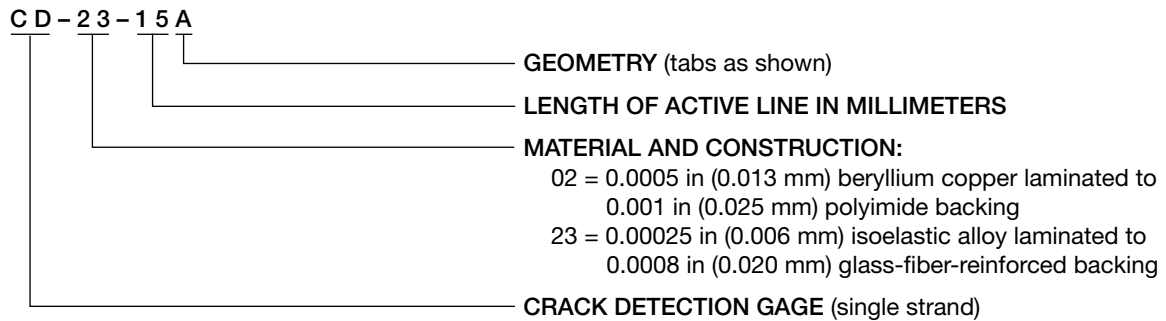 C D – 2 3 – 1 5 A
GEOMETRY (tabs as shown)
LENGTH OF ACTIVE LINE IN MILLIMETERS
MATERIAL AND CONSTRUCTION:
02 = 0.0005 in (0.013 mm) beryllium copper laminated to
0.001 in (0.025 mm) polyimide backing
23 = 0.00025 in (0.006 mm) isoelastic alloy laminated to
0.0008 in (0.020 mm) glass-fiber-reinforced backing
CRACK DETECTION GAGE (single strand)